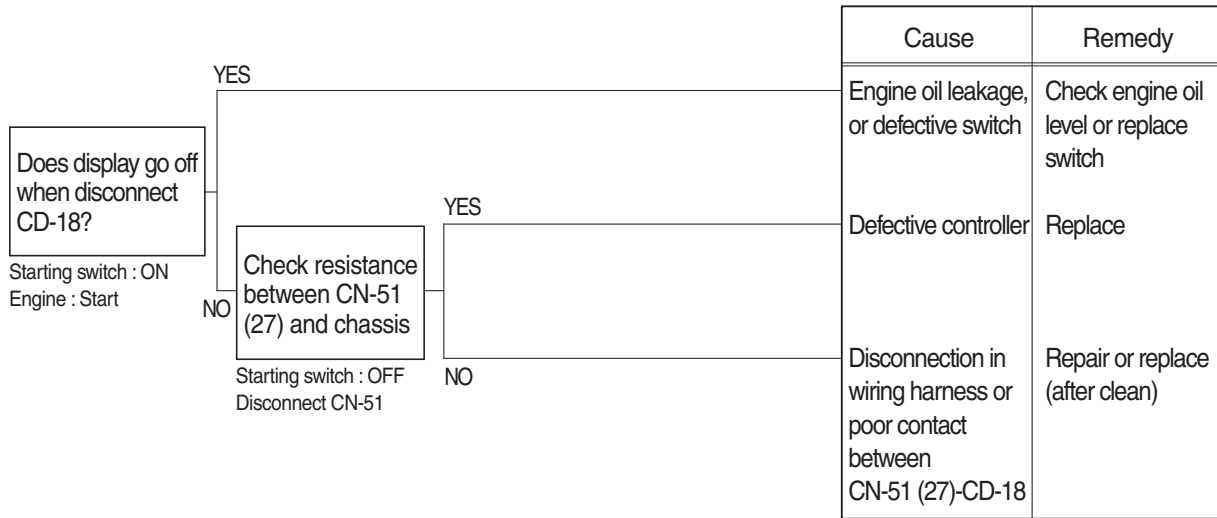 Cause
Remedy
YES
Engine oil leakage,
or defective switch
Check engine oil
level or replace
switch
Does display go off
when disconnect
CD-18?
Starting switch : ON
Engine : Start
YES
Defective controller
Replace
NO
Check resistance
between CN-51
(27) and chassis
Starting switch : OFF
Disconnect CN-51
NO
Disconnection in
wiring harness or
poor contact
between
CN-51 (27)-CD-18
Repair or replace
(after clean)